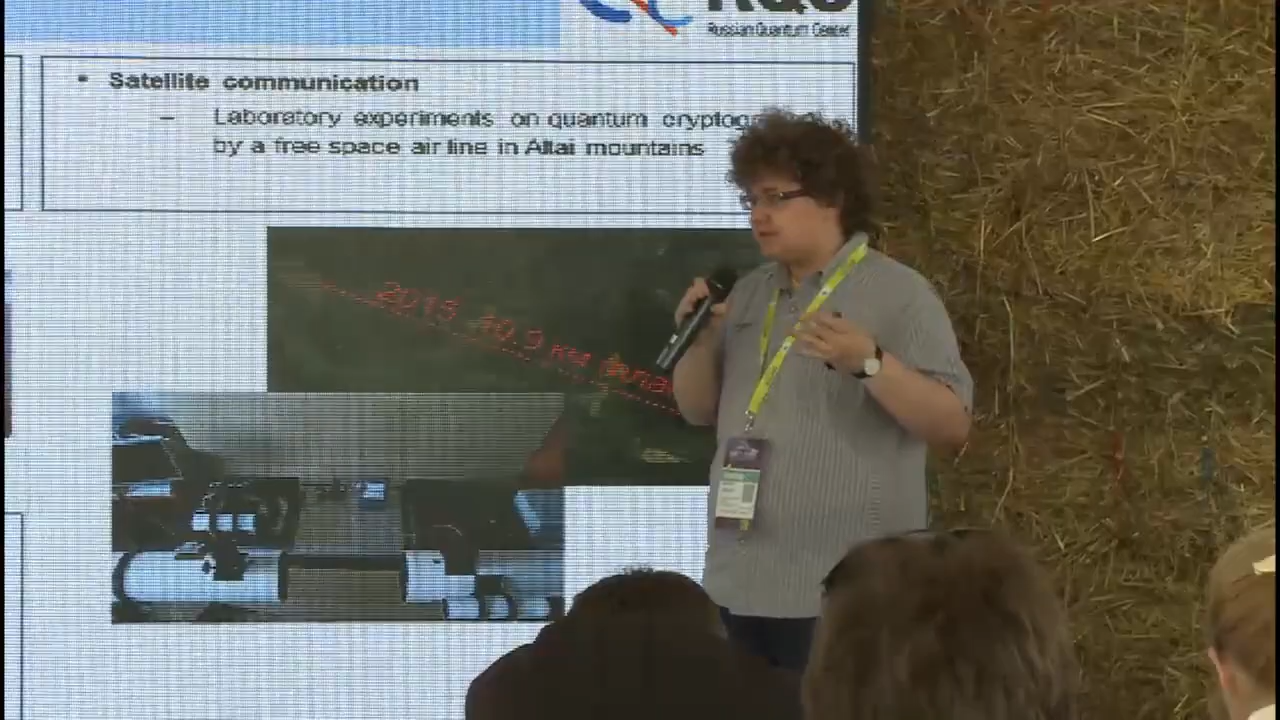 Russian Quantum Center
• Satellite communication
– Laboratory experiments on quantum
by a free space air line in Altai mountains